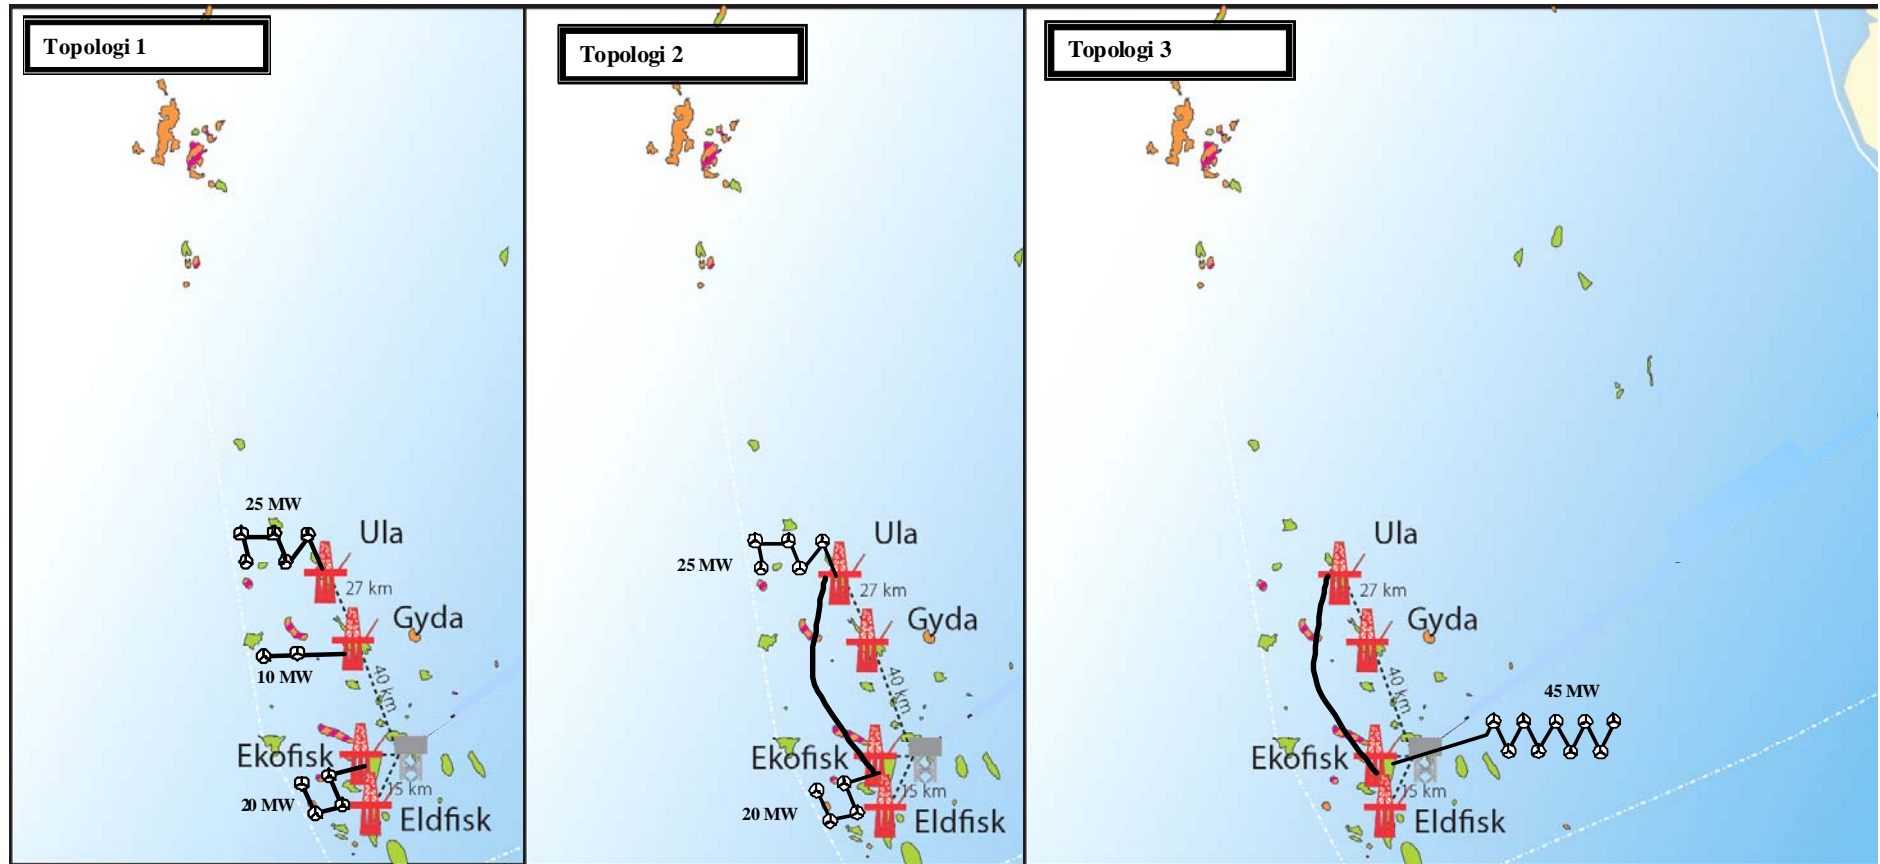 Topologi 1
25 MW
Ula
27 km
Gyda
10 MW
40 km
Ekofisk
20 MW
15 km
Eldfisk
Topologi 2
25 MW
Ula
27 km
Gyda
40 km
Ekofisk
20 MW
15 km
Eldfisk
Topologi 3
Ula
27 km
Gyda
40 km
45 MW
Ekofisk
15 km
Eldfisk